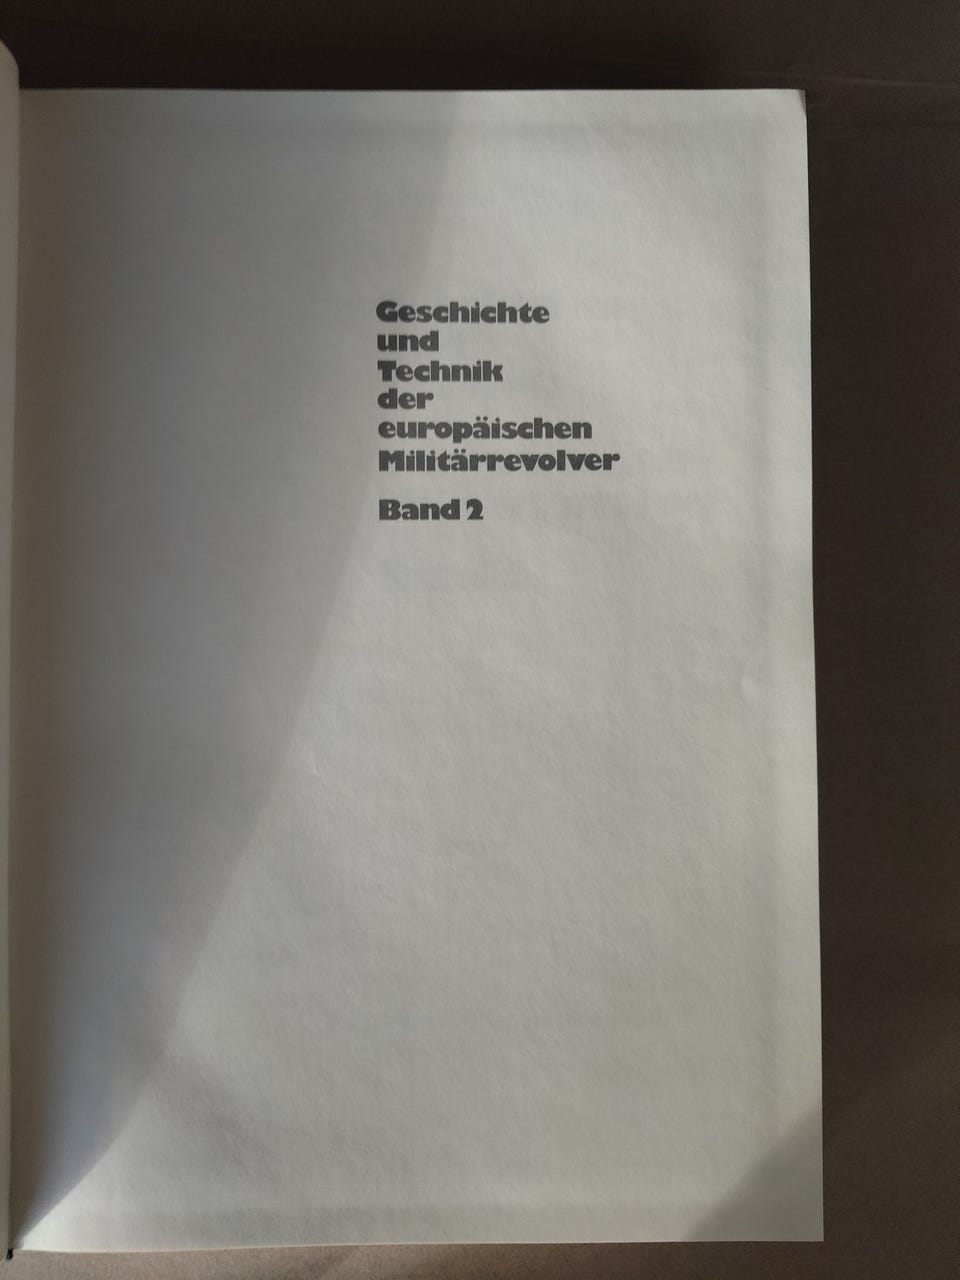 Geschichte
und
Technik
der
europäischen
Militärrevolver
Band 2